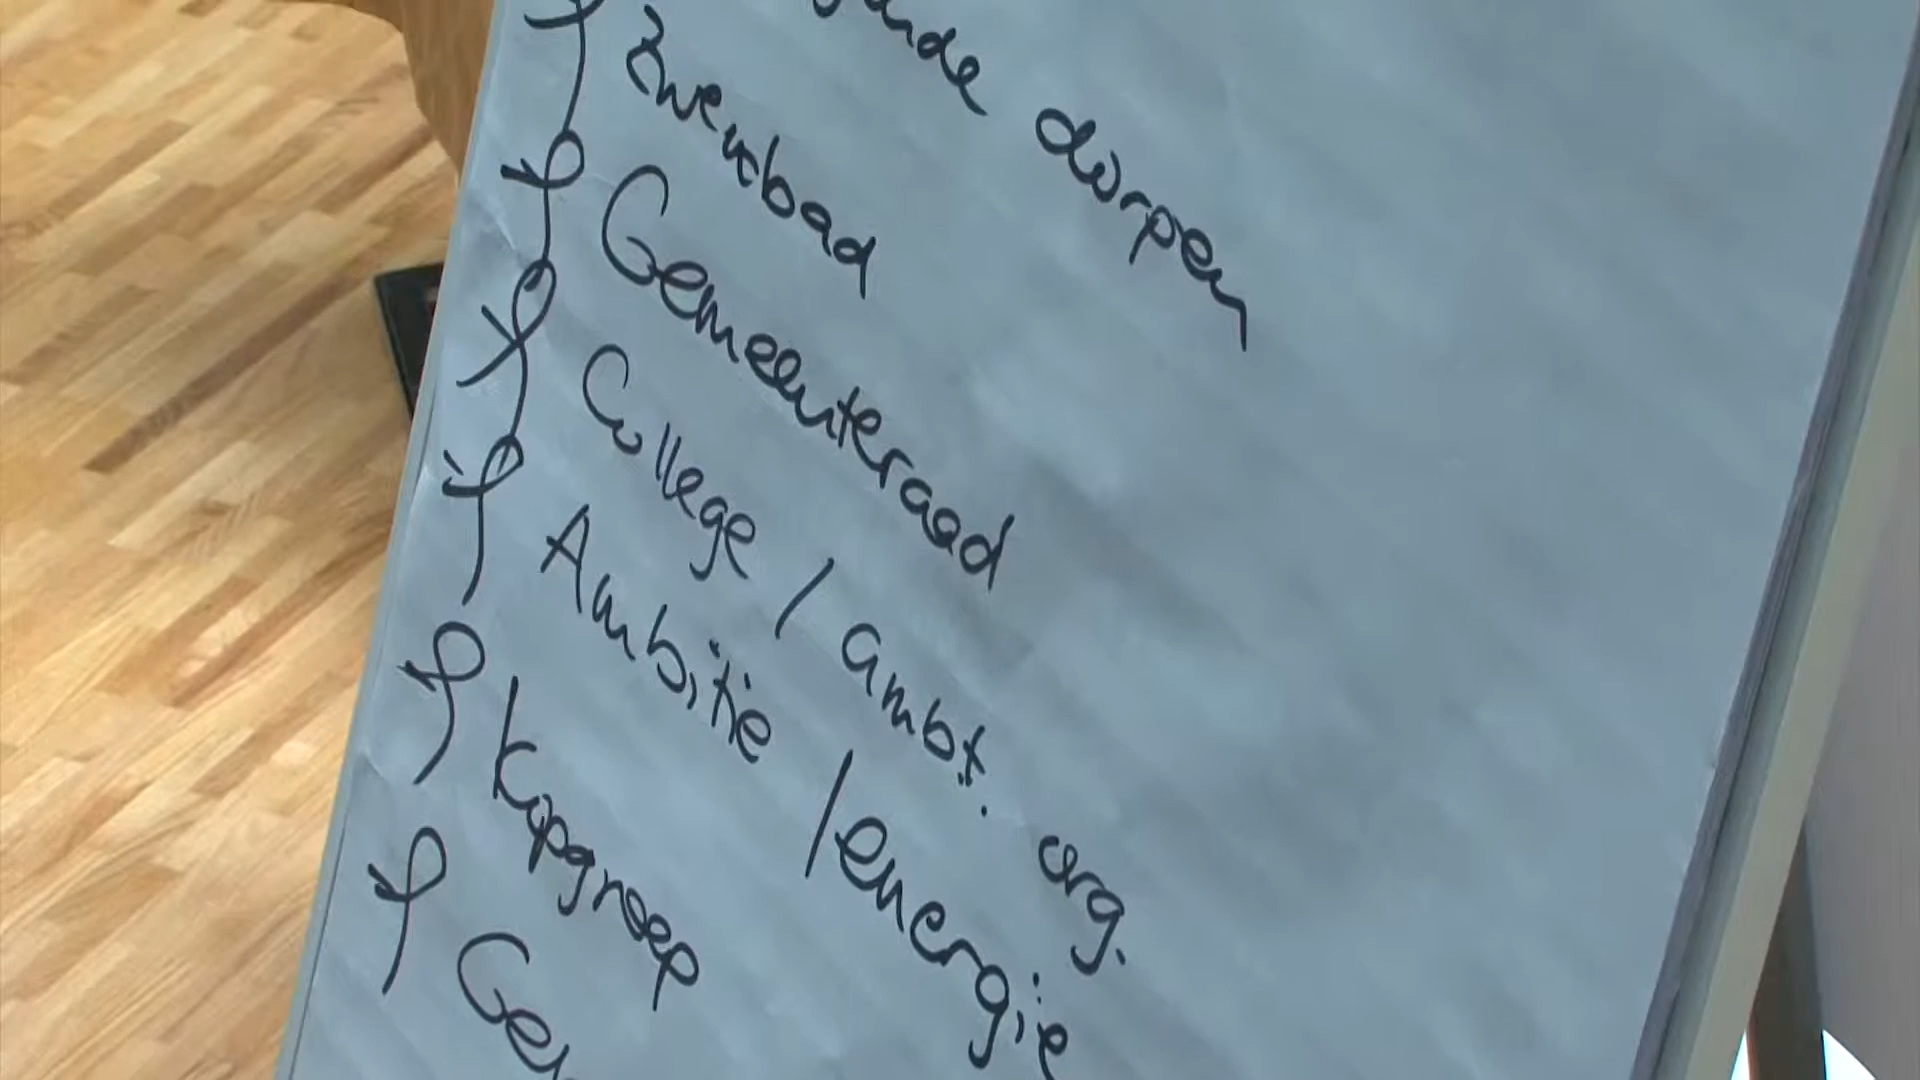 dorpen
Zwembad
Gemeenteraad
College / ambt. org.
Ambitie / energie
Kopgroep